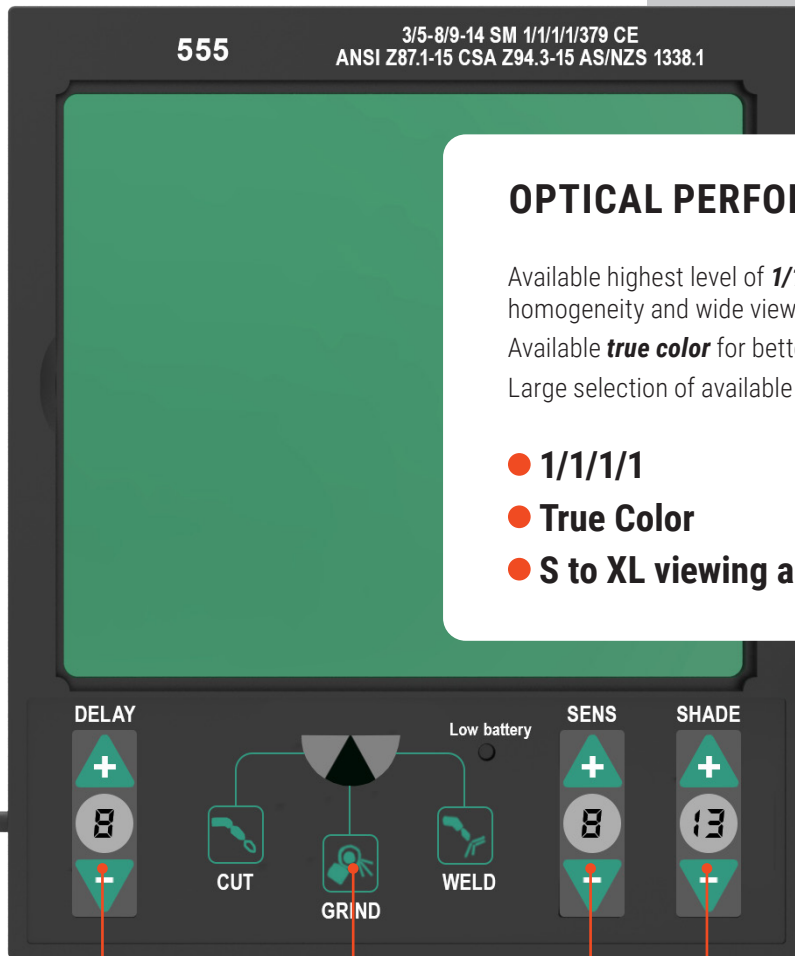 555
3/5-8/9-14 SM 1/1/1/1/379 CE
ANSI Z87.1-15 CSA Z94.3-15 AS/NZS 1338.1
OPTICAL
Available highest level of
homogeneity and wide
Available true color for
Large selection of available
1/1/1/1
True Color
S to XL viewing
DELAY
+
8
-
Low battery
CUT
GRIND
WELD
SENS
+
8
-
SHADE
+
13
-